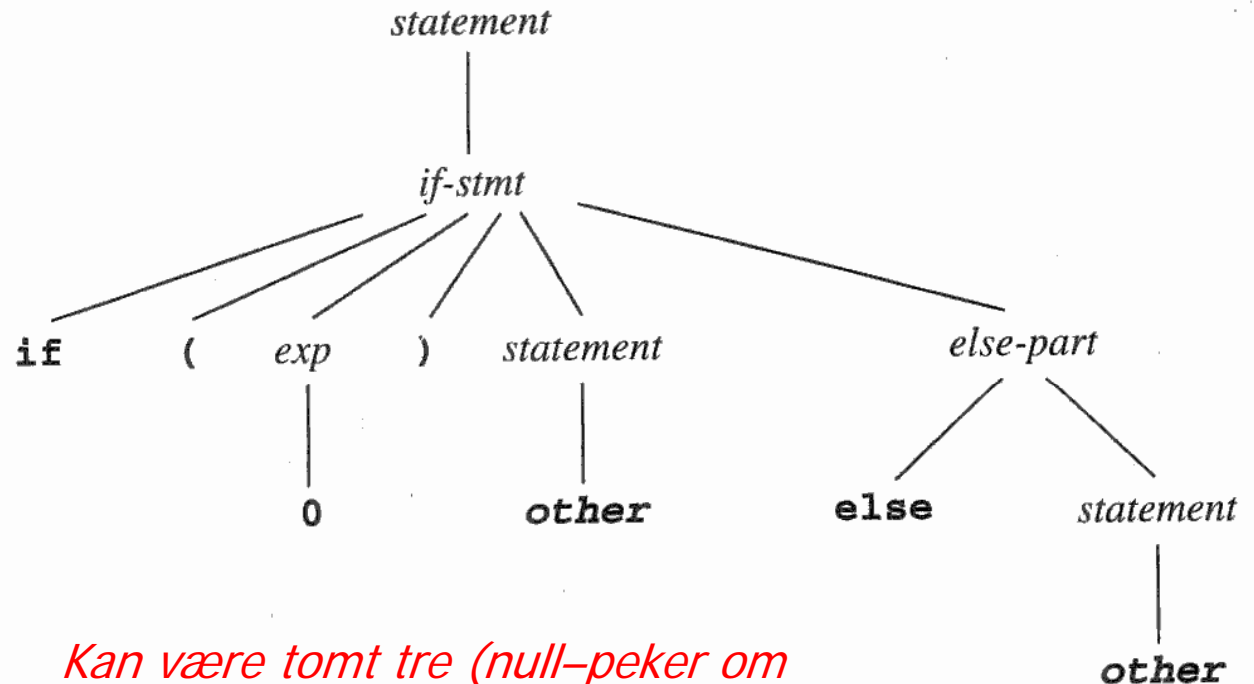 statement
if-stmt
if ( exp ) statement else-part
0 other else statement
Kan være tomt tre (null–peker om
other